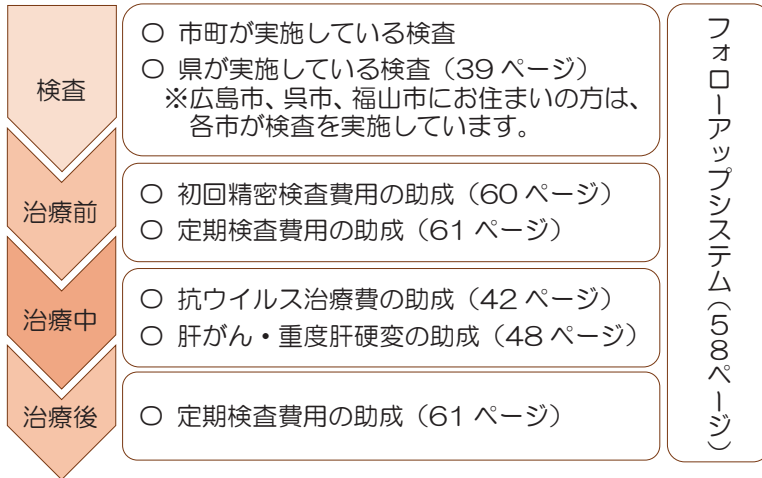 検査
〇 市町が実施している検査
〇 県が実施している検査（39 ページ）
※広島市、呉市、福山市にお住まいの方は、
各市が検査を実施しています。
治療前
〇 初回精密検査費用の助成（60 ページ）
〇 定期検査費用の助成（61 ページ）
治療中
〇 抗ウイルス治療費の助成（42 ページ）
〇 肝がん・重度肝硬変の助成（48 ページ）
治療後
〇 定期検査費用の助成（61 ページ）
フォローアップシステム（58ページ）